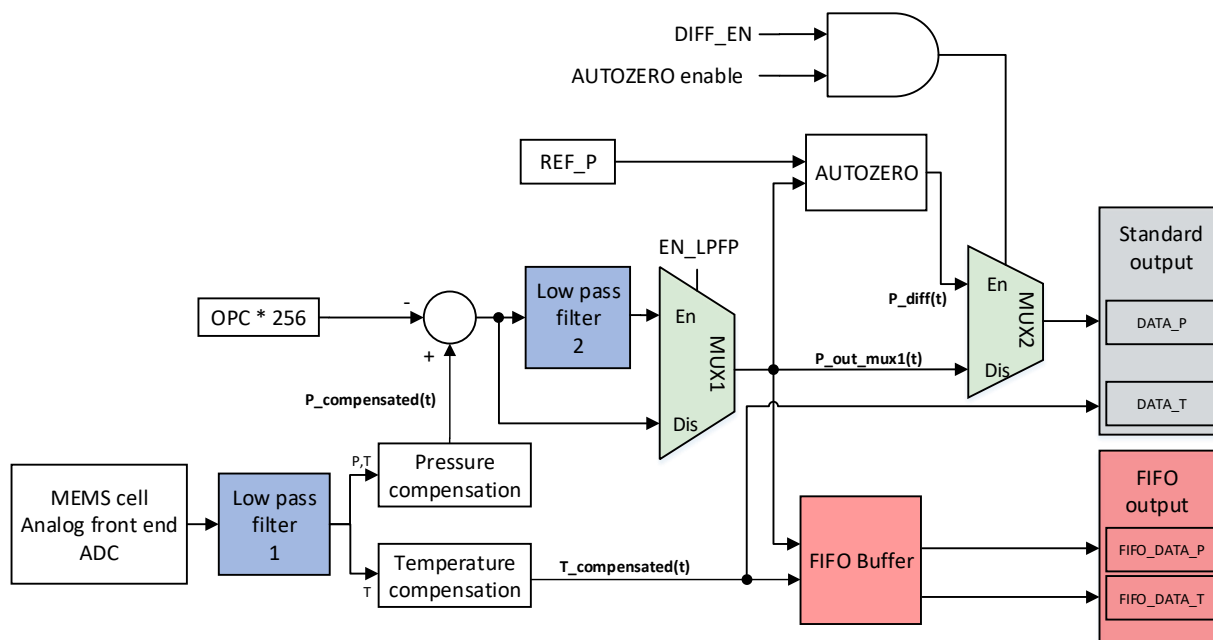 DIFF_EN
AUTOZERO enable
REF_P
AUTOZERO
Standard
output
EN_LPFP
Low pass
filter
2
En
MUX1
Dis
P_diff(t)
En
MUX2
Dis
DATA_P
OPC * 256
-
+
P_out_mux1(t)
P_compensated(t)
DATA_T
MEMS cell
Analog front end
ADC
Low pass
filter
1
P,T
Pressure
compensation
T
Temperature
compensation
T_compensated(t)
FIFO Buffer
FIFO
output
FIFO_DATA_P
FIFO_DATA_T